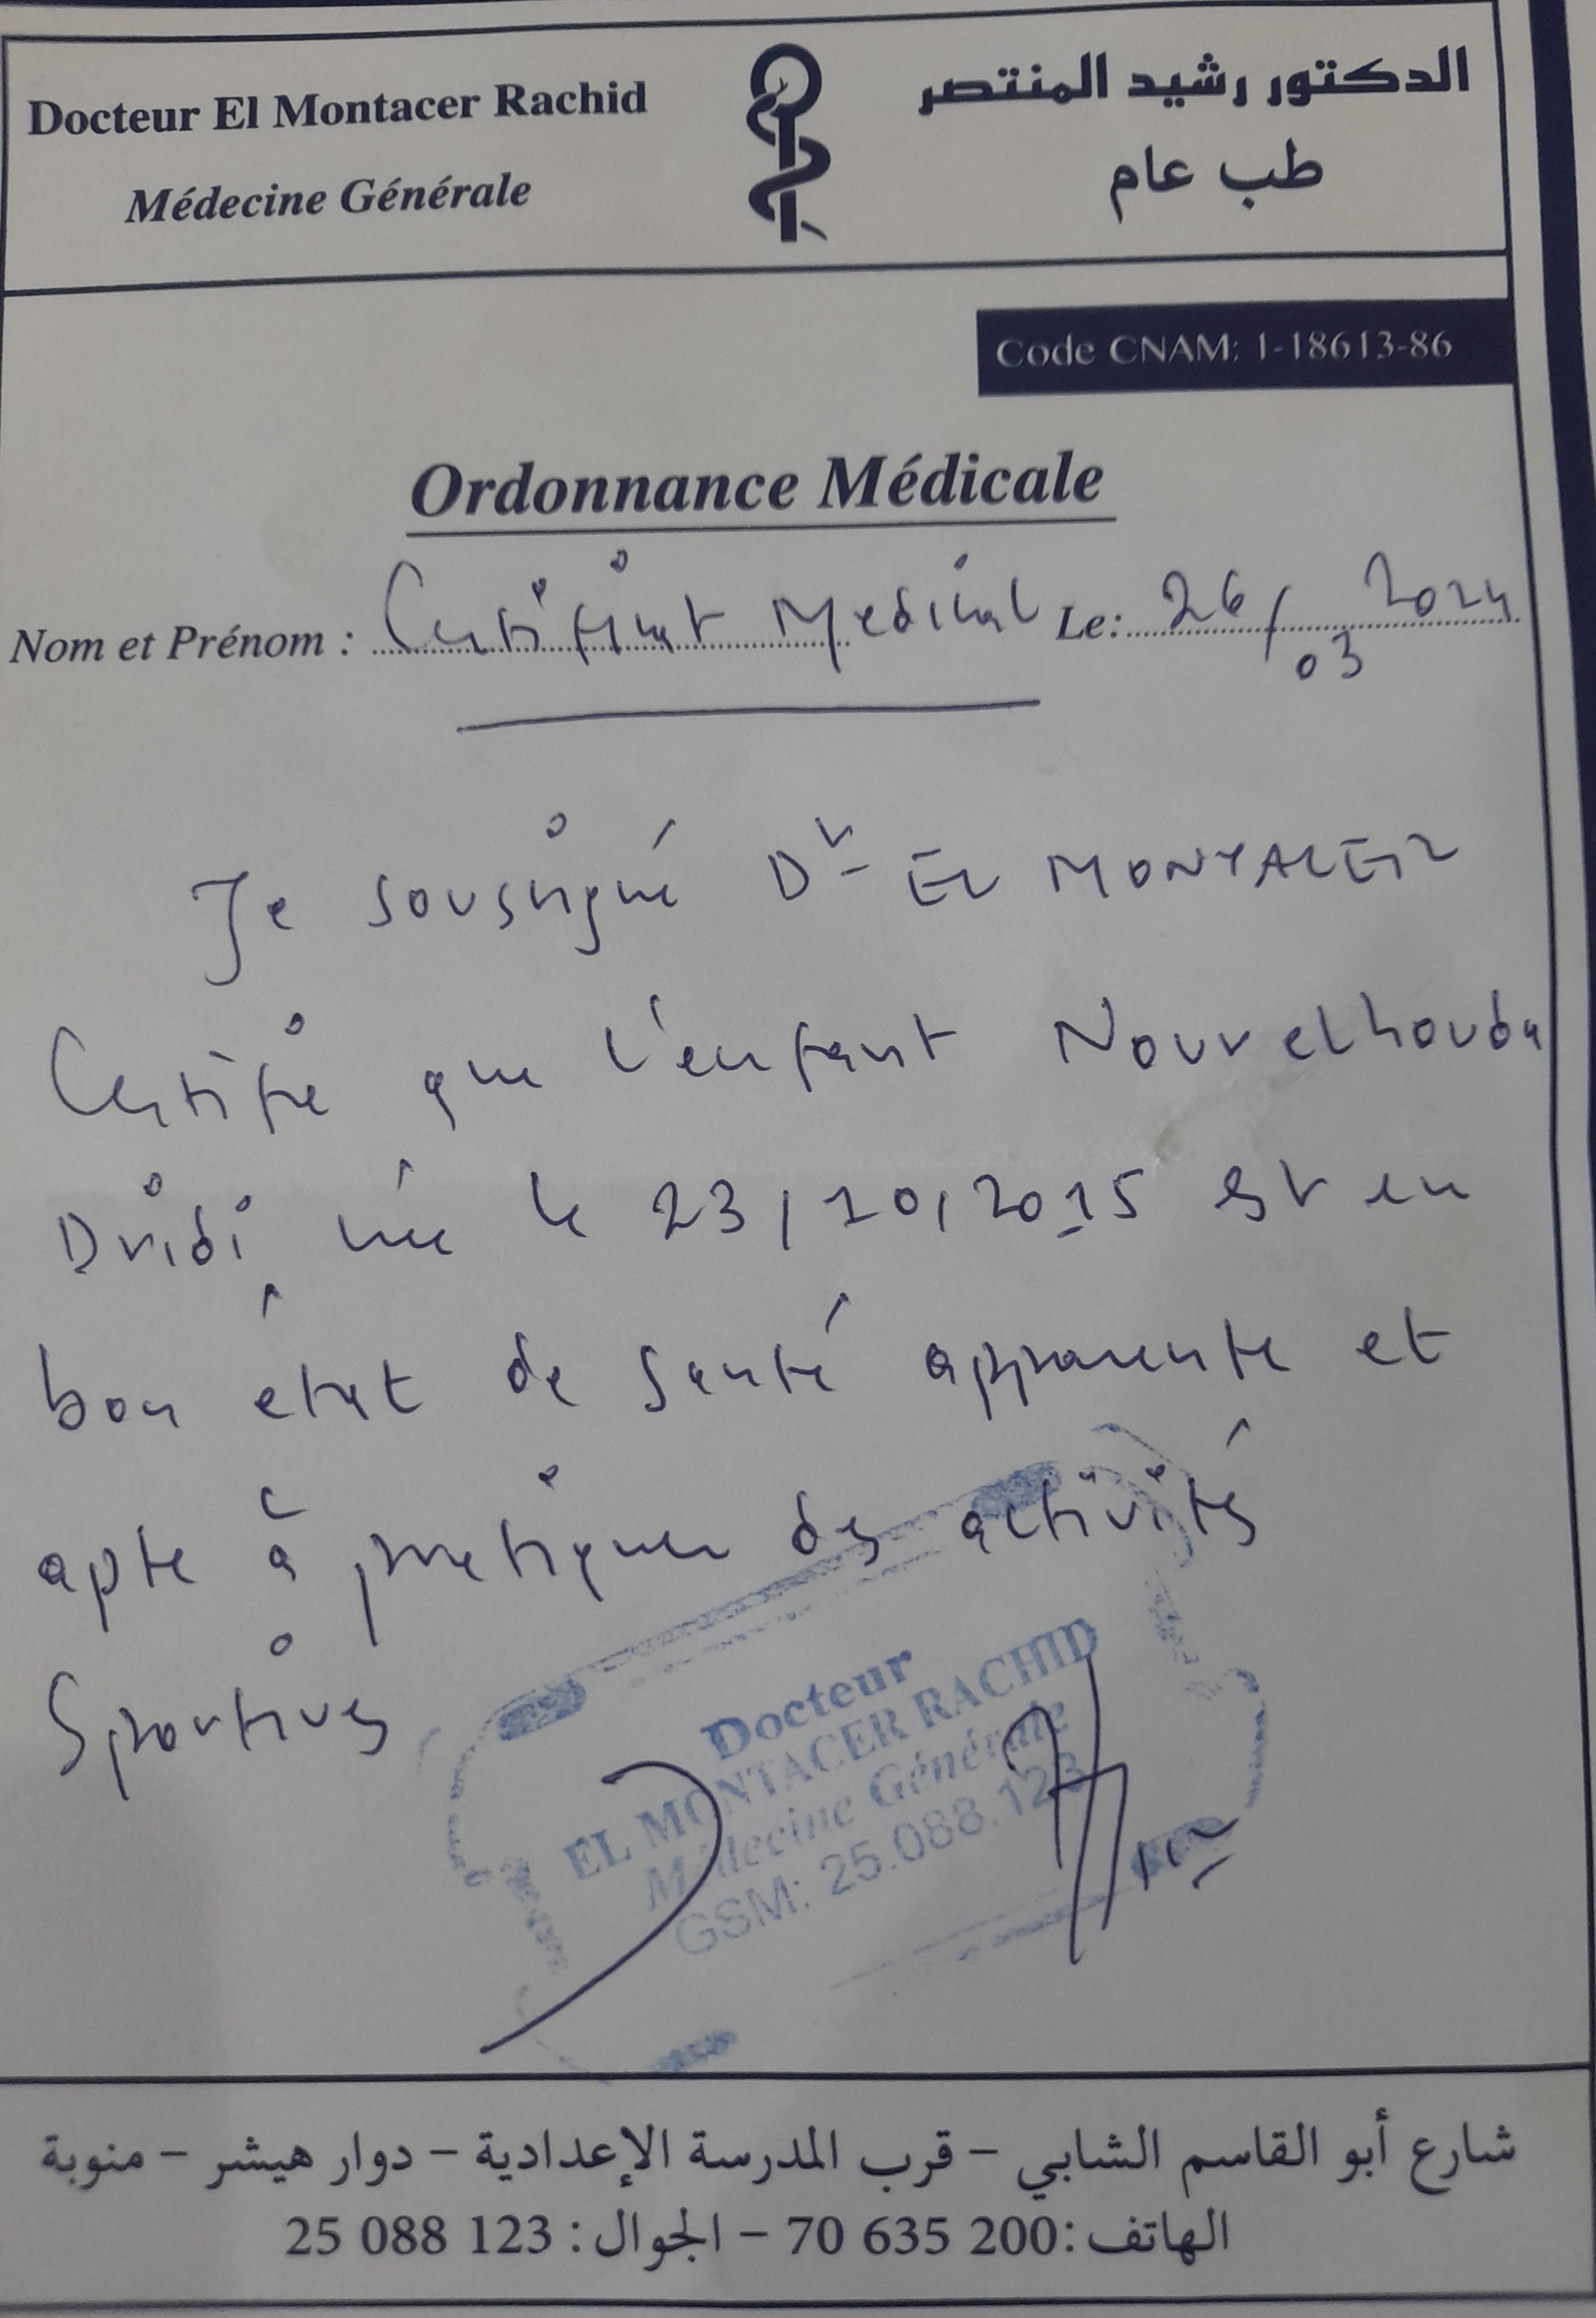 Docteur El Montacer Rachid
Médecine Générale
الدكتور رشيد المنتصر
طب عام
Code CNAM: 1-18613-86
Ordonnance Médicale
Nom et Prénom : Certificat Medical Le: 26/03 2024
Je soussigné Dr EL MONTACER
Certifie que l'enfant Nourelhouda
Dridi née le 23/10/2015 est en
bon état de santé apparente et
apte à pratiquer des activités
Sportives
Docteur
EL MONTACER RACHID
Médecine Générale
GSM: 25.088.123
شارع أبو القاسم الشابي - قرب المدرسة الإعدادية - دوار هيشر - منوبة
الهاتف: 70 635 200 - الجوال: 25 088 123